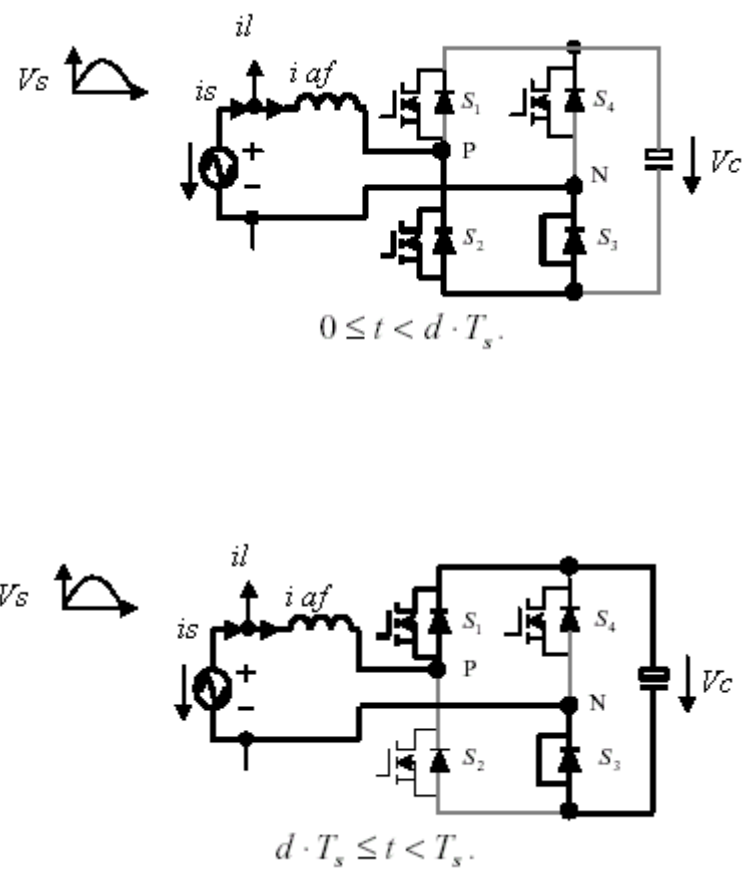 il
Vs
is
i af
S₁
S₄
P
Vc
+
N
−
S₂
S₃
0 ≤ t < d · Tₛ.
il
Vs
i af
is
S₁
S₄
P
+
Vc
N
−
S₂
S₃
d · Tₛ ≤ t < Tₛ.